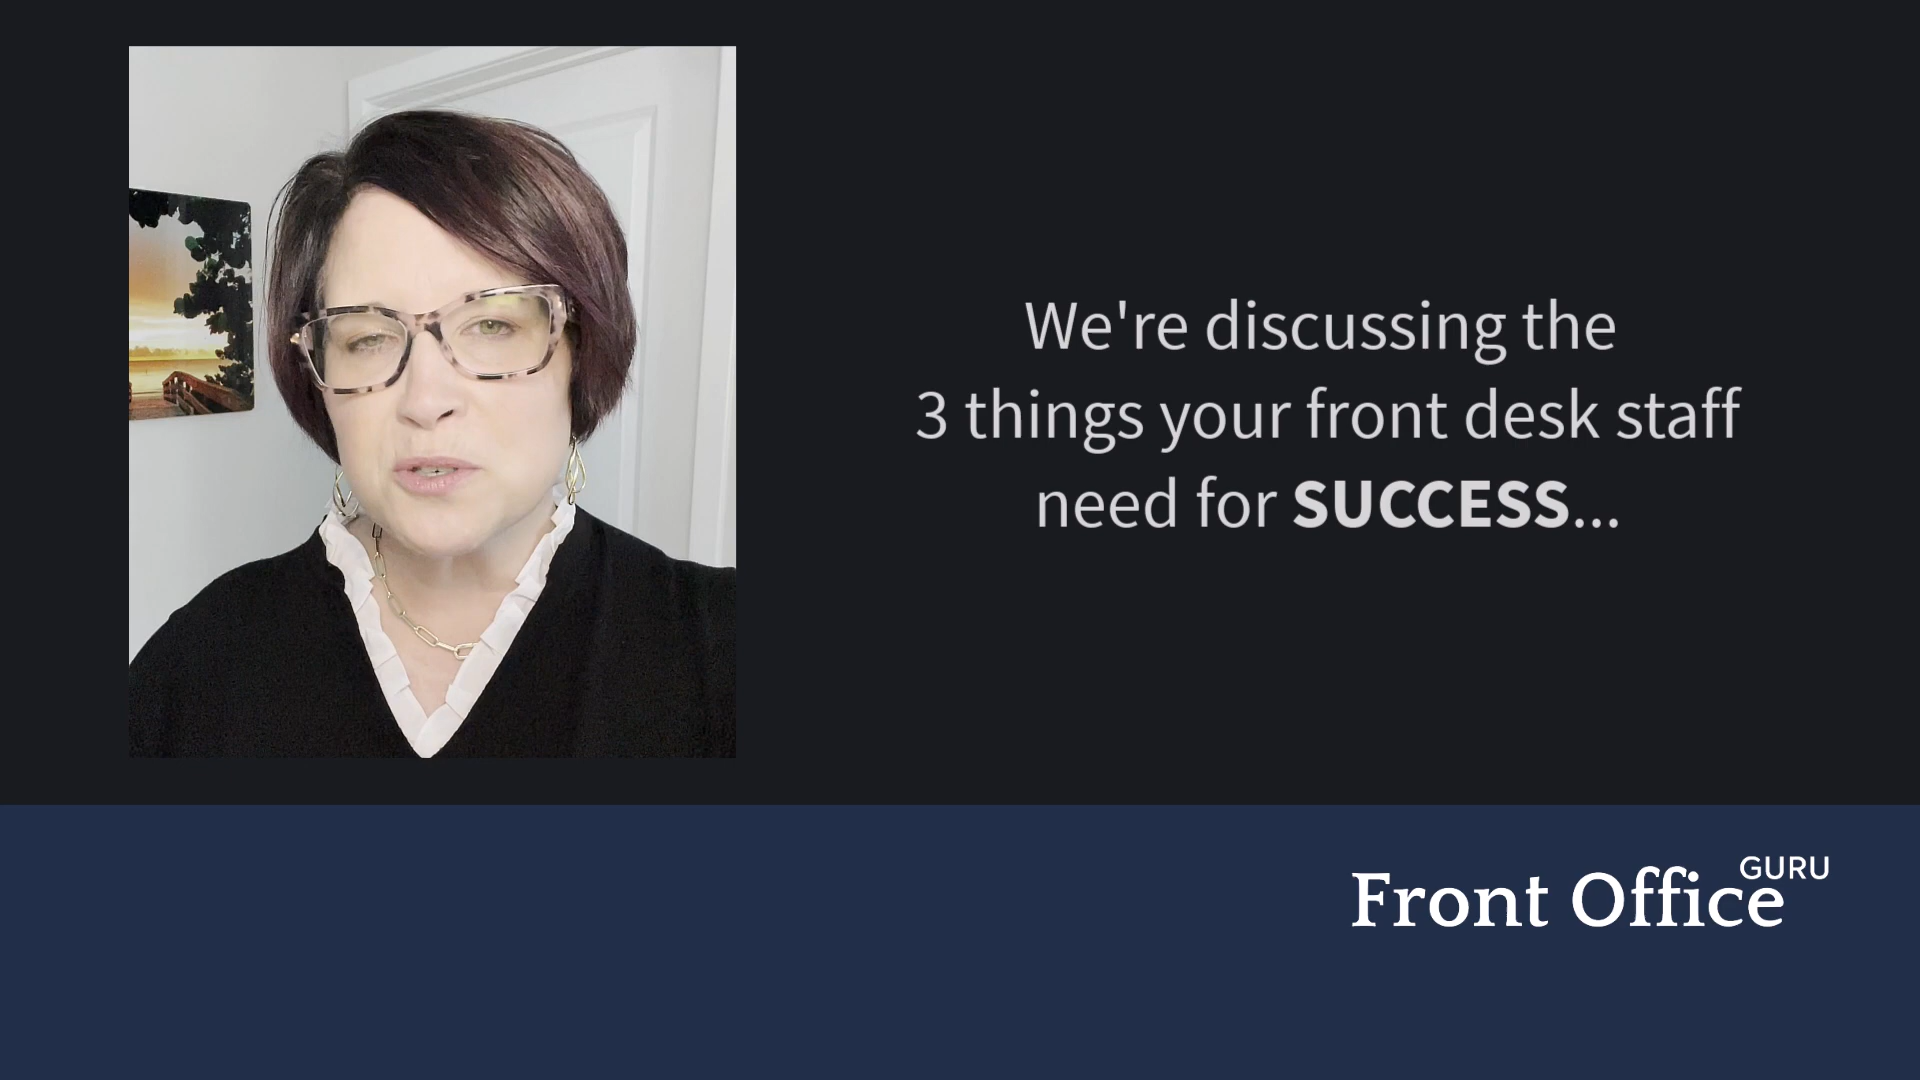 We're discussing the
3 things your front desk staff
need for SUCCESS...
Front Office GURU